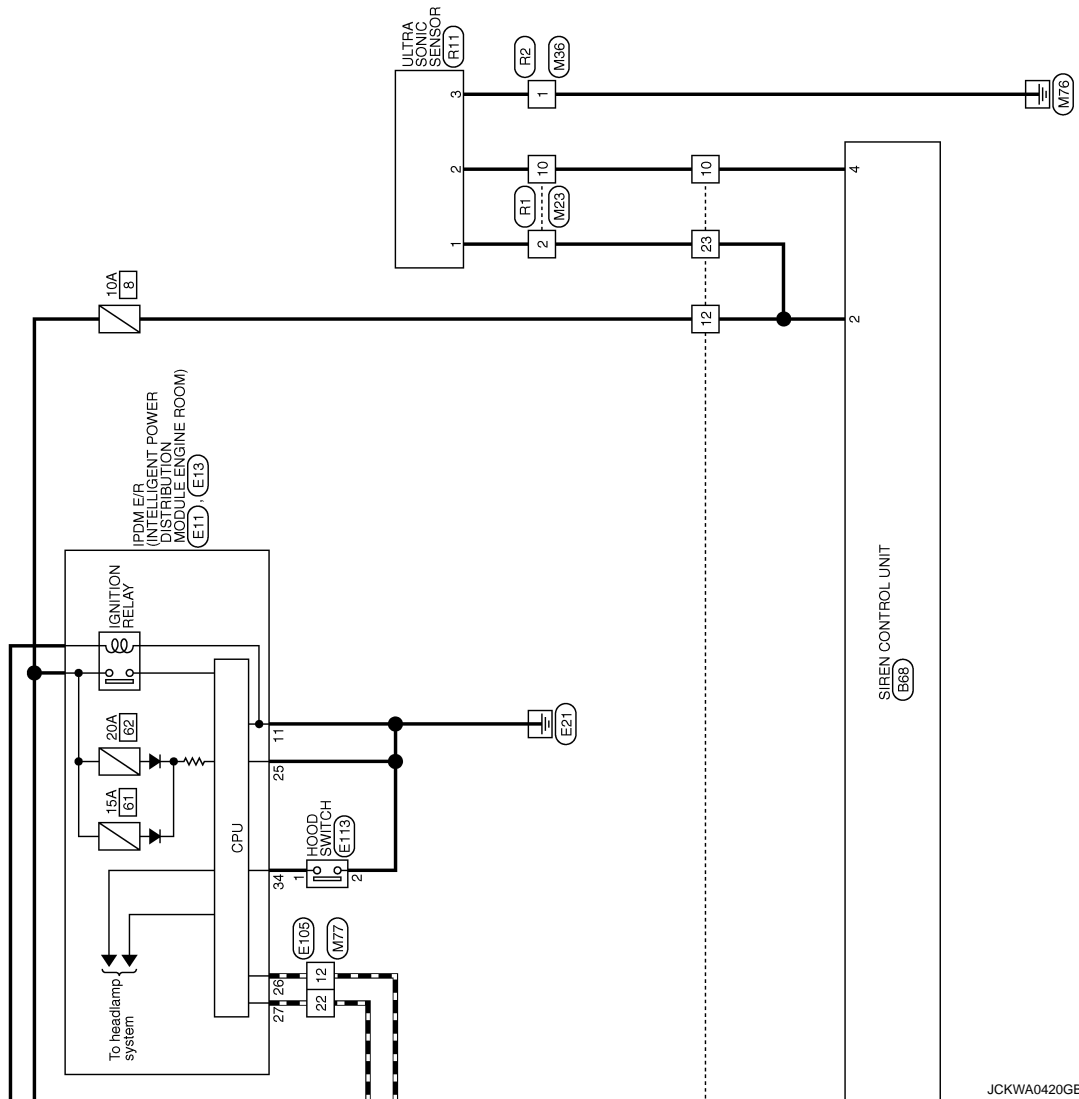 ULTRA
SONIC
SENSOR
R11
R2
M36
3
1
M76
2
10
10
4
R1
M23
1
2
23
10A
8
12
2
IPDM E/R
(INTELLIGENT POWER
DISTRIBUTION
MODULE ENGINE ROOM)
E11 , E13
IGNITION
RELAY
20A
62
15A
61
CPU
11
25
E21
HOOD
SWITCH
E113
34
1
2
To headlamp
system
E105
M77
26
12
27
22
SIREN CONTROL UNIT
B68
JCKWA0420GE